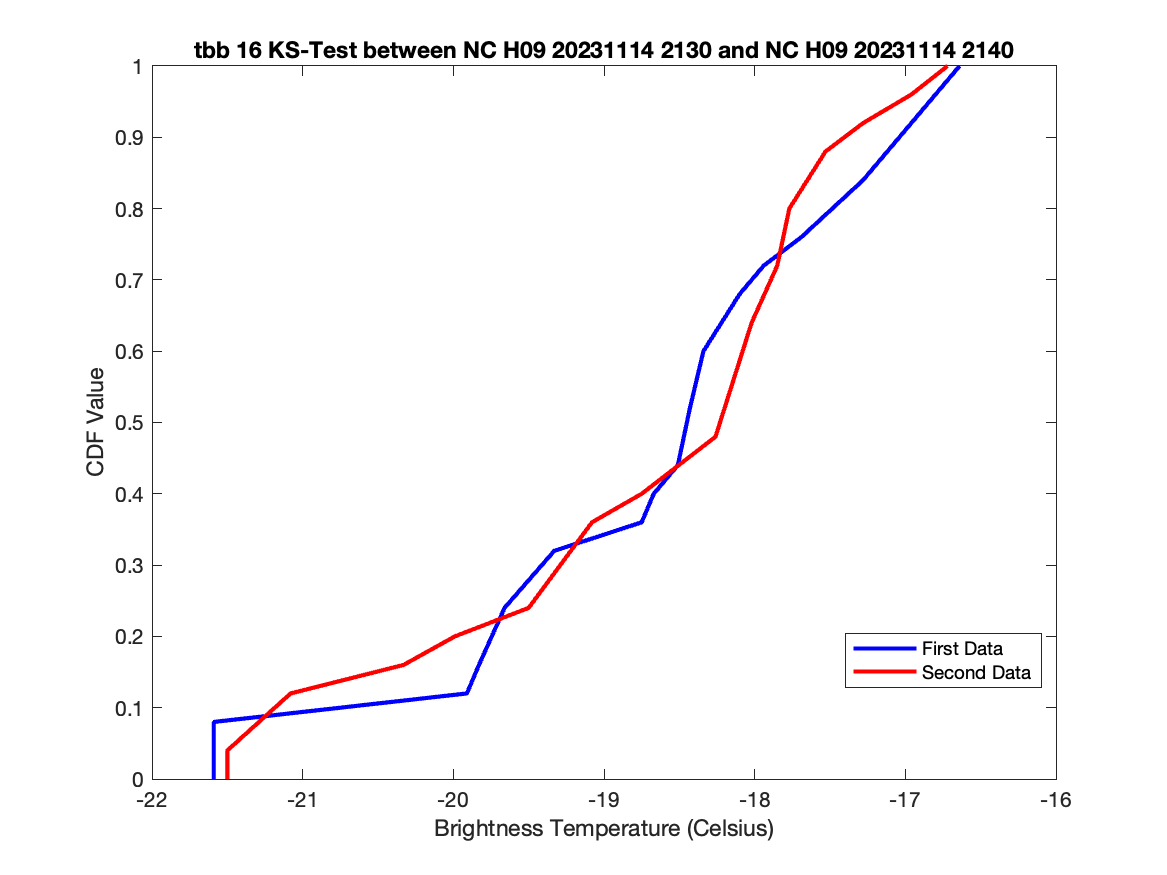 tbb 16 KS-Test between NC H09 20231114 2130 and NC H09 20231114 2140
1
0.9
0.8
0.7
0.6
0.5
0.4
0.3
0.2
0.1
0
CDF Value
First Data
Second Data
-22 -21 -20 -19 -18 -17 -16
Brightness Temperature (Celsius)